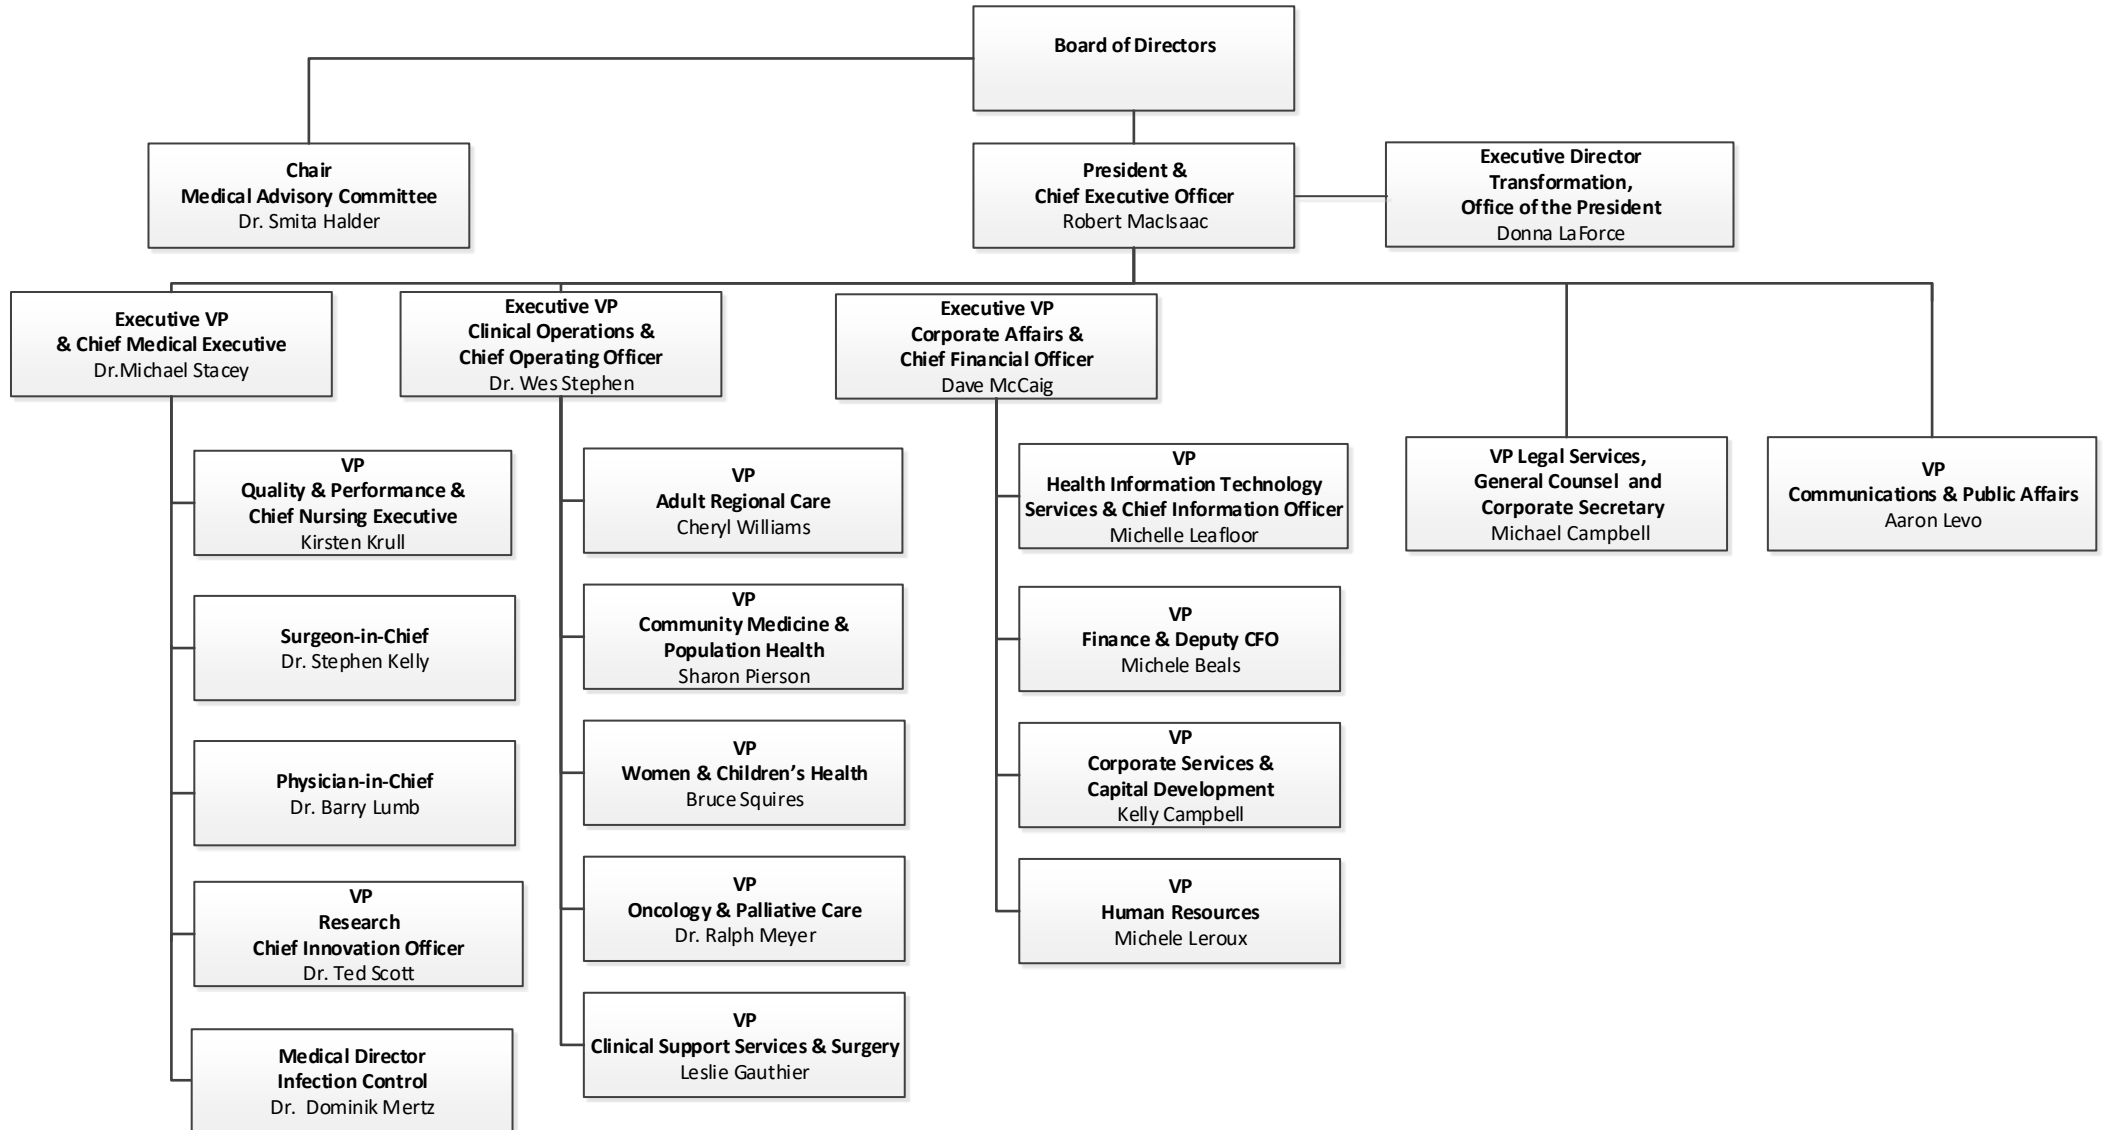 Board of Directors
Chair
Medical Advisory Committee
Dr. Smita Halder
President &
Chief Executive Officer
Robert MacIsaac
Executive Director
Transformation,
Office of the President
Donna LaForce
Executive VP
& Chief Medical Executive
Dr.Michael Stacey
Executive VP
Clinical Operations &
Chief Operating Officer
Dr. Wes Stephen
Executive VP
Corporate Affairs &
Chief Financial Officer
Dave McCaig
VP
Quality & Performance &
Chief Nursing Executive
Kirsten Krull
Surgeon-in-Chief
Dr. Stephen Kelly
Physician-in-Chief
Dr. Barry Lumb
VP
Research
Chief Innovation Officer
Dr. Ted Scott
Medical Director
Infection Control
Dr. Dominik Mertz
VP
Adult Regional Care
Cheryl Williams
VP
Community Medicine &
Population Health
Sharon Pierson
VP
Women & Children’s Health
Bruce Squires
VP
Oncology & Palliative Care
Dr. Ralph Meyer
VP
Clinical Support Services & Surgery
Leslie Gauthier
VP
Health Information Technology
Services & Chief Information Officer
Michelle Leafloor
VP
Finance & Deputy CFO
Michele Beals
VP
Corporate Services &
Capital Development
Kelly Campbell
VP
Human Resources
Michele Leroux
VP Legal Services,
General Counsel and
Corporate Secretary
Michael Campbell
VP
Communications & Public Affairs
Aaron Levo